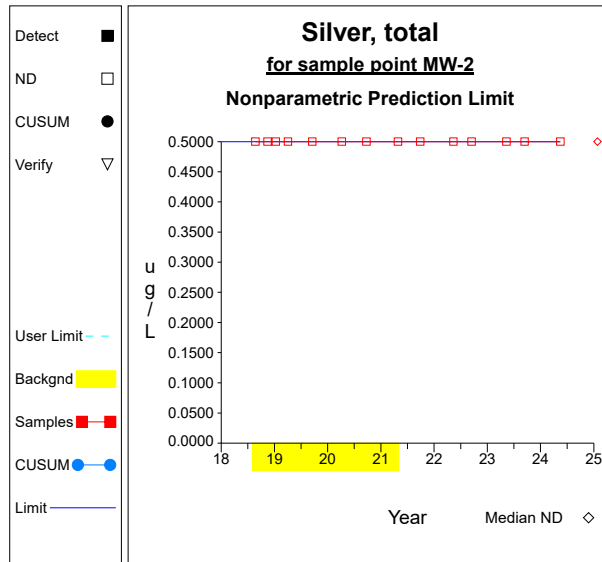 Detect
ND
CUSUM
Verify
User Limit
Backgnd
Samples
CUSUM
Limit
Silver, total
for sample point MW-2
Nonparametric Prediction Limit
ug/L
0.5000
0.4500
0.4000
0.3500
0.3000
0.2500
0.2000
0.1500
0.1000
0.0500
0.0000
18 19 20 21 22 23 24 25
Year
Median ND